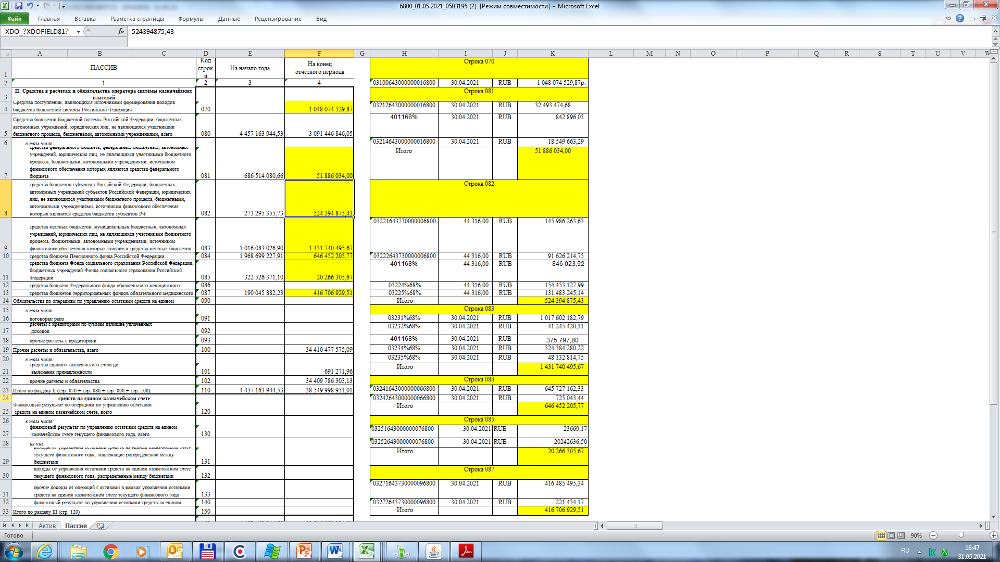 6800_01.05.2021_0503195 (2) [Режим совместимости] - Microsoft Excel
Файл Главная Вставка Разметка страницы Формулы Данные Рецензирование Вид
XDO_?XDOFIELD81? fx 524394875,43
A B C D E F G H I J K L M N O P Q R S T U V W
1 ПАССИВ Код строки На начало года На конец отчетного периода Строка 070
2 1 2 3 4 03100643000000016800 30.04.2021 RUB 1 048 074 529,87р.
3 II. Средства в расчетах и обязательства оператора системы казначейских платежей Строка 081
4 Средства поступлений, являющихся источниками формирования доходов
бюджетов бюджетной системы Российской Федерации 070 1 048 074 529,87 03212643000000016800 30.04.2021 RUB 32 493 474,68
5 Средства бюджетов бюджетной системы Российской Федерации, бюджетных,
автономных учреждений, юридических лиц, не являющихся участниками
бюджетного процесса, бюджетными, автономными учреждениями, всего 080 4 457 163 944,53 3 091 446 846,05 401168% 30.04.2021 RUB 842 896,03
6 в том числе: 03214643000000016800 30.04.2021 RUB 18 549 663,29
7 средства федерального бюджета, федеральных бюджетных, автономных
учреждений, юридических лиц, не являющихся участниками бюджетного
процесса, бюджетными, автономными учреждениями, источником
финансового обеспечения которых являются средства федерального
бюджета 081 686 514 080,66 51 886 034,00 Итого 51 886 034,00
8 средства бюджетов субъектов Российской Федерации, бюджетных,
автономных учреждений субъектов Российской Федерации, юридических
лиц, не являющихся участниками бюджетного процесса, бюджетными,
автономными учреждениями, источником финансового обеспечения
которых являются средства бюджетов субъектов РФ 082 273 295 355,73 524 394 875,43 Строка 082
9 средства местных бюджетов, муниципальных бюджетных, автономных
учреждений, юридических лиц, не являющихся участниками бюджетного
процесса, бюджетными, автономными учреждениями, источником
финансового обеспечения которых являются средства местных бюджетов 083 1 016 083 026,90 1 431 740 495,67 03221643730000006800 44 316,00 RUB 145 986 263,63
10 средства бюджета Пенсионного фонда Российской Федерации 084 1 968 699 227,91 646 452 205,77 03222643730000006800 44 316,00 RUB 91 626 214,75
11 средства бюджета Фонда социального страхования Российской Федерации,
бюджетных учреждений Фонда социального страхования Российской
Федерации 085 322 526 371,10 20 266 305,67 401168% 44 316,00 RUB 846 023,92
12 средства бюджета Федерального фонда обязательного медицинского 086 03224%68% 44 316,00 RUB 154 453 127,99
13 средства бюджетов территориальных фондов обязательного медицинского 087 190 045 882,23 416 706 929,51 03225%68% 44 316,00 RUB 131 483 245,14
14 Обязательства по операциям по управлению остатками средств на едином 090 Итого 524 394 875,43
15 в том числе: Строка 083
16 договорам репо 091 03231%68% 30.04.2021 RUB 1 017 602 182,79
17 расчеты с кредиторами по суммам излишне уплаченных
доходов 092 03232%68% 30.04.2021 RUB 41 245 420,11
18 прочие расчеты с кредиторами 093 401168% 30.04.2021 RUB 375 797,80
19 Прочие расчеты и обязательства, всего 100 34 410 477 575,09 03234%68% 30.04.2021 RUB 324 384 280,22
20 в том числе: 03235%68% 30.04.2021 RUB 48 132 814,75
21 средства единого казначейского счета до
выяснения принадлежности 101 691 271,96 Итого 1 431 740 495,67
22 прочие расчеты и обязательства 102 34 409 786 303,13 Строка 084
23 Итого по разделу II (стр. 070 + стр. 080 + стр. 090 + стр. 100) 110 4 457 163 944,53 38 549 998 951,01 03241643000000066800 30.04.2021 RUB 645 727 162,33
24 средств на едином казначейском счете 03242643000000066800 30.04.2021 RUB 725 043,44
25 Финансовый результат по операциям по управлению остатками
средств на едином казначейском счете, всего 120 Итого 646 452 205,77
26 в том числе: Строка 085
27 финансовый результат по управлению остатками средств на едином
казначейском счете текущего финансового года, всего 130 03251643000000076800 30.04.2021 RUB 23669,17
28 из них: 03252643000000076800 30.04.2021 RUB 20242636,50
29 доходы от управления остатками средств на едином казначейском счете
текущего финансового года, подлежащие распределению между
бюджетами 131 Итого 20 266 305,67
30 доходы от управления остатками средств на едином казначейском счете
текущего финансового года, распределенные между бюджетами 132 Строка 087
31 прочие доходы от операций с активами в рамках управления остатками
средств на едином казначейском счете текущего финансового года 133 03271643730000096800 30.04.2021 RUB 416 485 495,34
32 финансовый результат по управлению остатками средств на едином 140 03272643730000096800 30.04.2021 RUB 221 434,17
33 Итого по разделу III (стр. 120) 150 Итого 416 706 929,51
Актив Пассив
Готово 90%
RU 16:47
31.05.2021